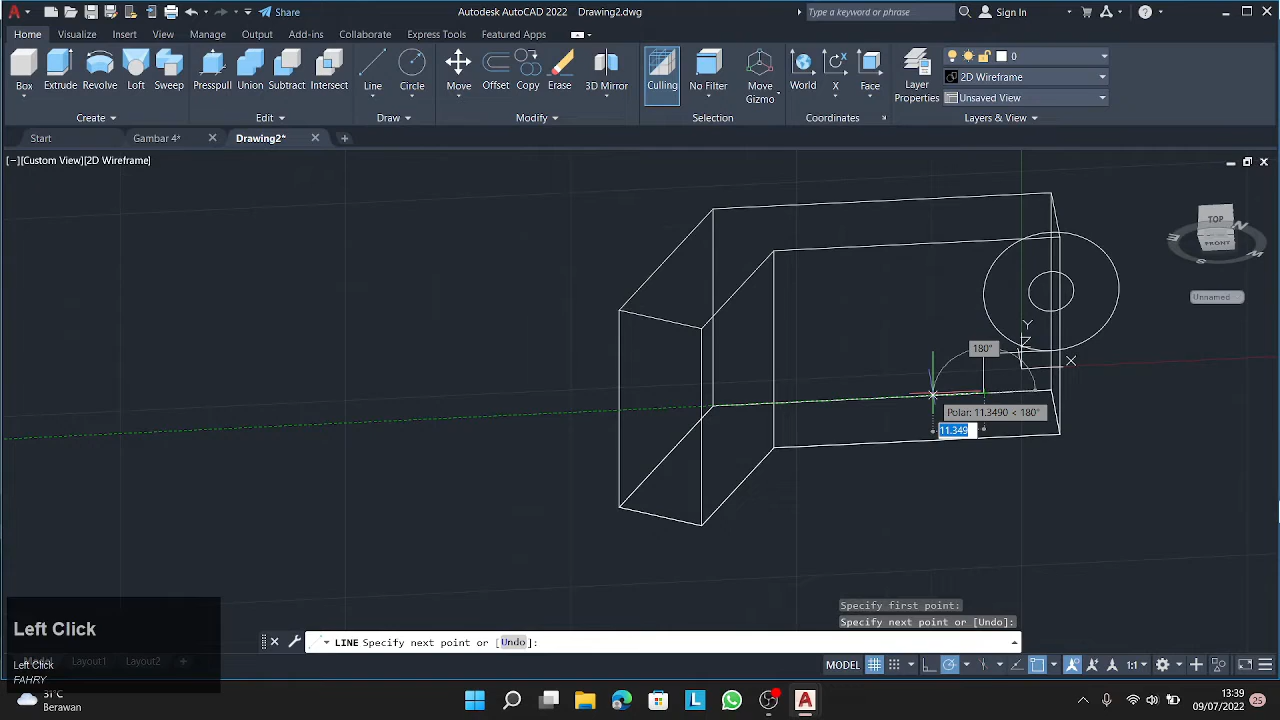 Share
Autodesk AutoCAD 2022 Drawing2.dwg
Type a keyword or phrase
Sign In
Home Visualize Insert View Manage Output Add-ins Collaborate Express Tools Featured Apps
Box Extrude Revolve Loft Sweep Presspull Union Subtract Intersect Line Circle Move Offset Copy Erase 3D Mirror Culling No Filter Move Gizmo World X Face Layer Properties
0
2D Wireframe
Unsaved View
Create Edit Draw Modify Selection Coordinates Layers & View
Start Gambar 4* Drawing2*
[−][Custom View][2D Wireframe]
TOP
FRONT
E N S
Unnamed
Y
Z
X
180°
Polar: 11.3490 < 180°
11.349
Specify first point:
Specify next point or [Undo]:
LINE Specify next point or [Undo]:
Left Click
Left Click
FAHRY
Model Layout1 Layout2
MODEL 1:1
31°C
Berawan
13:39
25